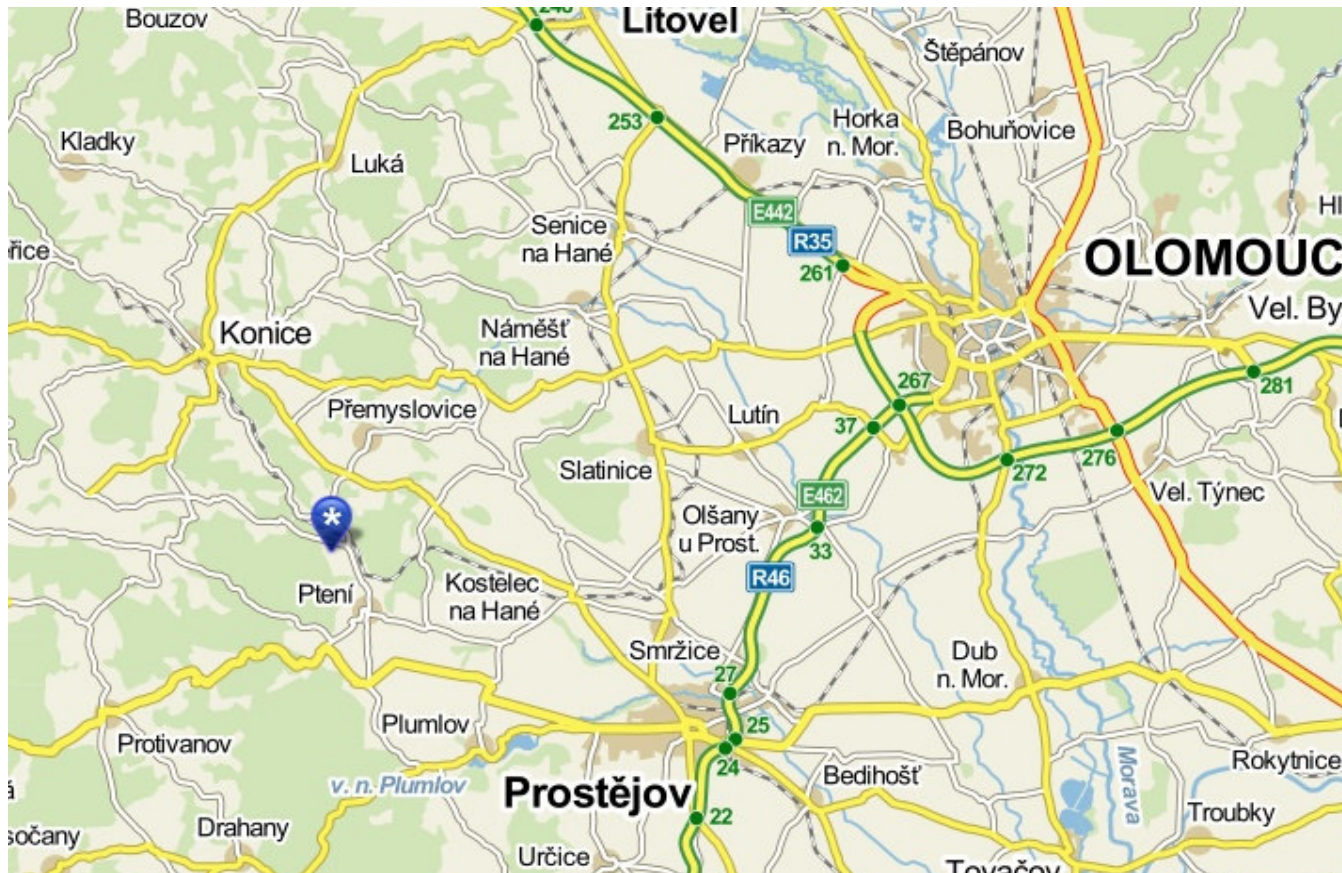 Bouzov
248
Litovel
Štěpánov
253
Příkazy
Horka
n. Mor.
Bohuňovice
Kladky
Luká
E442
R35
261
Senice
na Hané
OLOMOUC
Vel. By
Konice
Náměšť
na Hané
267
281
Přemyslovice
Lutín
37
276
272
Slatinice
E462
Vel. Týnec
Olšany
u Prost.
33
*
R46
Ptení
Kostelec
na Hané
Smržice
Dub
n. Mor.
27
Plumlov
25
Protivanov
24
Rokytnice
v. n. Plumlov
Prostějov
Bedihošť
Morava
22
Troubky
sočany
Drahany
Určice
Tovačov